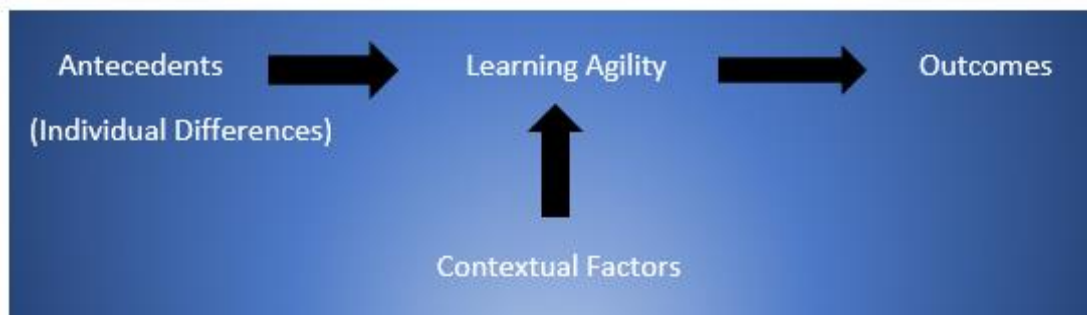 Antecedents
Learning Agility
Outcomes
(Individual Differences)
Contextual Factors